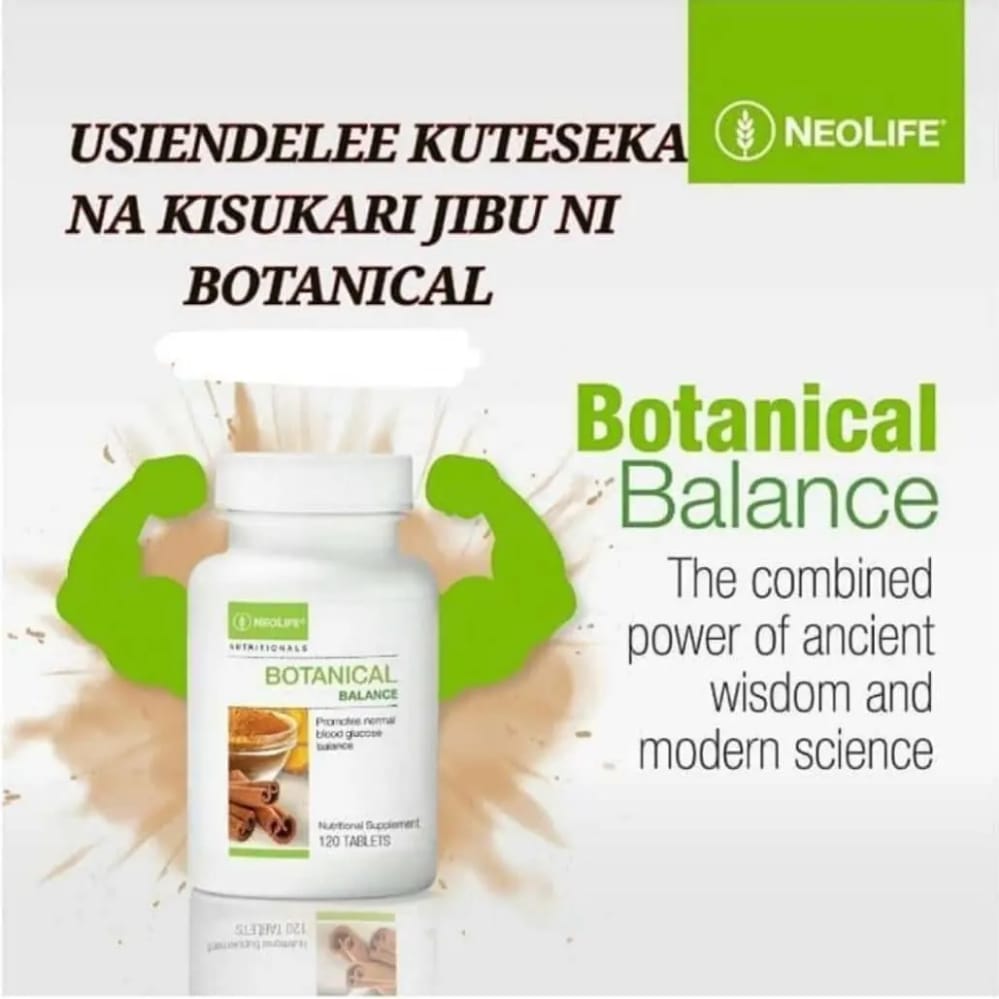 USIENDELEE KUTESEKA
NA KISUKARI JIBU NI
BOTANICAL
NEOLIFE®
Botanical
Balance
The combined
power of ancient
wisdom and
modern science
NEOLIFE®
NUTRITIONALS
BOTANICAL
BALANCE
Promotes normal
blood glucose
balance
Nutritional Supplement
120 TABLETS